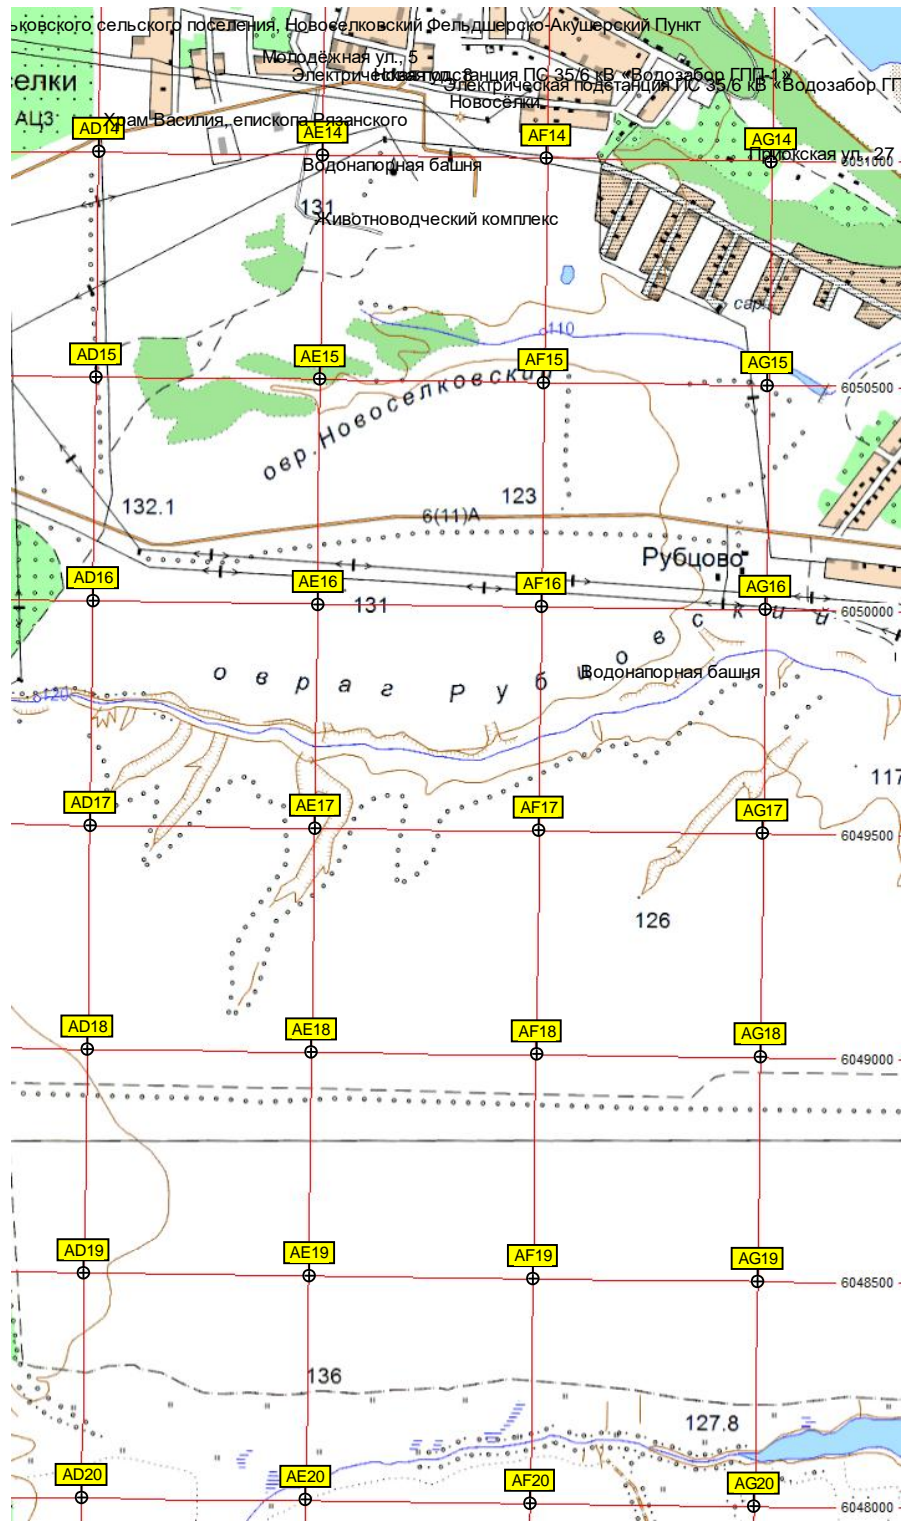 ьковского сельского поселения, Новоселковский Фельдшерско-Акушерский Пункт
Молодёжная ул., 5
Электрическая подстанция ПС 35/6 кВ «Водозабор ГПП-1»
Электрическая подстанция ПС 35/6 кВ «Водозабор ГГ
елки
Новосёлки
АЦЗ
Храм Василия, епископа Рязанского
AD14
AE14
AF14
AG14
Приокская ул., 27
6051000
Водонапорная башня
131
Животноводческий комплекс
сар.
110
AD15
AE15
AF15
AG15
6050500
овр. Новоселковский
132.1
123
6(11)А
Рубцово
AD16
AE16
AF16
AG16
131
6050000
овраг Рубцовский
Водонапорная башня
120
117
AD17
AE17
AF17
AG17
6049500
126
AD18
AE18
AF18
AG18
6049000
AD19
AE19
AF19
AG19
6048500
136
127.8
AD20
AE20
AF20
AG20
6048000